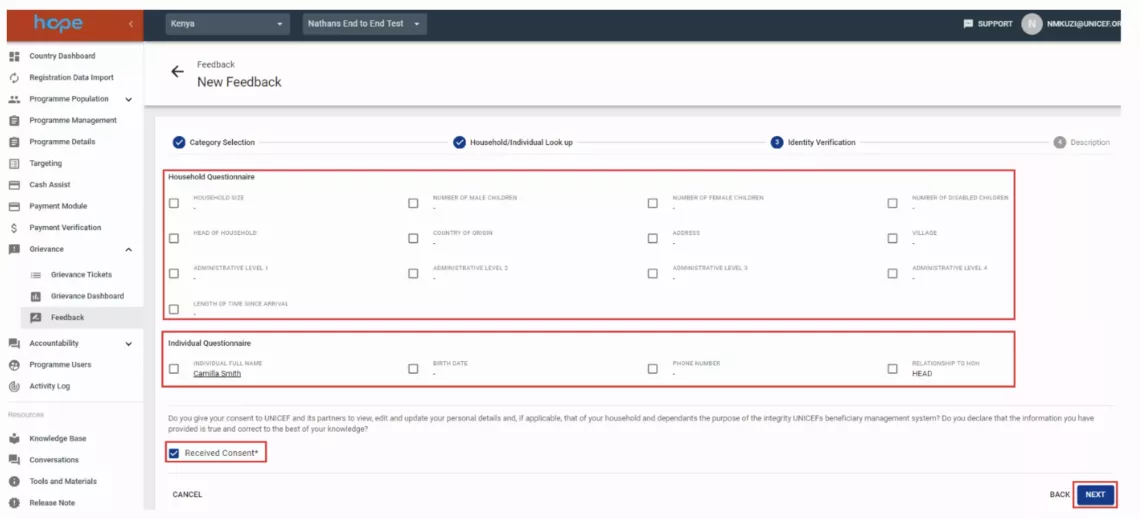 hope
Kenya
Nathans End to End Test
SUPPORT
N
NMKUZI@UNICEF.OR
Country Dashboard
Registration Data Import
Programme Population
Programme Management
Programme Details
Targeting
Cash Assist
Payment Module
Payment Verification
Grievance
Grievance Tickets
Grievance Dashboard
Feedback
Accountability
Programme Users
Activity Log
Resources
Knowledge Base
Conversations
Tools and Materials
Release Note
Feedback
New Feedback
Category Selection
Household/Individual Look up
3 Identity Verification
4 Description
Household Questionnaire
HOUSEHOLD SIZE
-
NUMBER OF MALE CHILDREN
-
NUMBER OF FEMALE CHILDREN
-
NUMBER OF DISABLED CHILDREN
-
HEAD OF HOUSEHOLD
COUNTRY OF ORIGIN
-
ADDRESS
-
VILLAGE
-
ADMINISTRATIVE LEVEL 1
-
ADMINISTRATIVE LEVEL 2
-
ADMINISTRATIVE LEVEL 3
-
ADMINISTRATIVE LEVEL 4
-
LENGTH OF TIME SINCE ARRIVAL
-
Individual Questionnaire
INDIVIDUAL FULL NAME
Camilla Smith
BIRTH DATE
-
PHONE NUMBER
-
RELATIONSHIP TO HOH
HEAD
Do you give your consent to UNICEF and its partners to view, edit and update your personal details and, if applicable, that of your household and dependants the purpose of the integrity UNICEFs beneficiary management system? Do you declare that the information you have
provided is true and correct to the best of your knowledge?
Received Consent*
CANCEL
BACK
NEXT